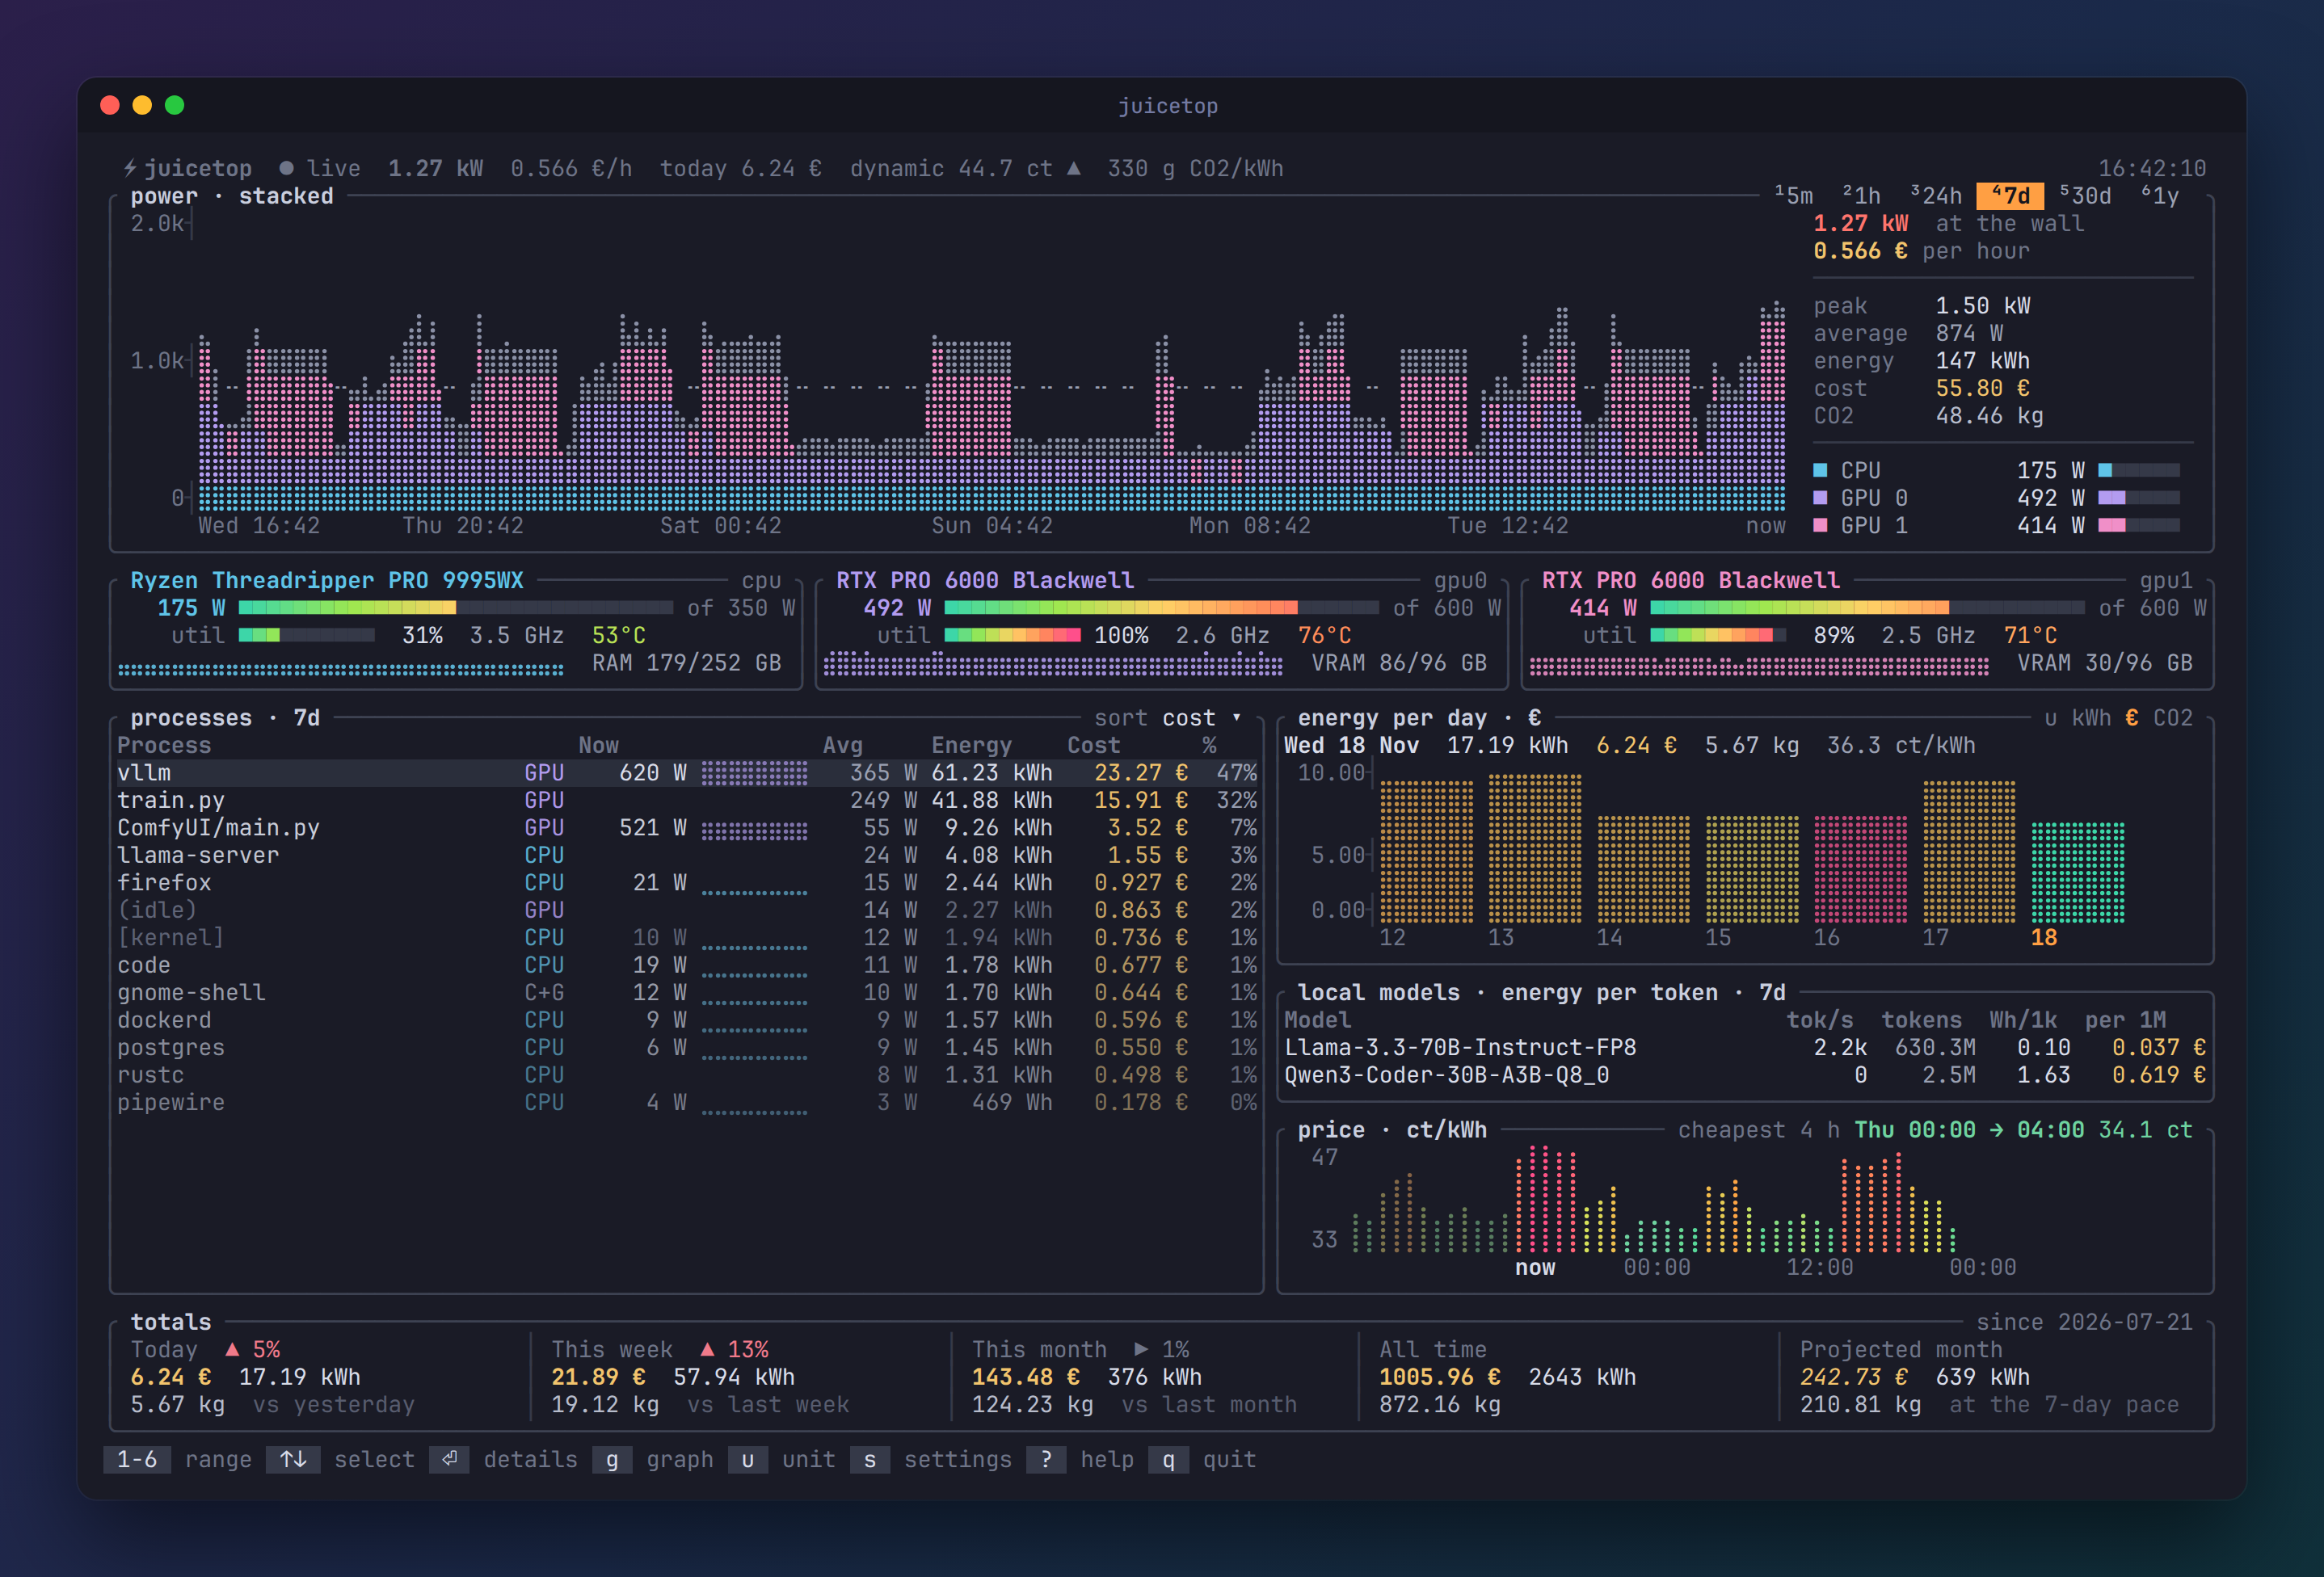 juicetop
⚡juicetop ● live 1.27 kW 0.566 €/h today 6.24 € dynamic 44.7 ct ▲ 330 g CO2/kWh 16:42:10
power · stacked ¹5m ²1h ³24h ⁴7d ⁵30d ⁶1y
2.0k
1.0k
0
Wed 16:42 Thu 20:42 Sat 00:42 Sun 04:42 Mon 08:42 Tue 12:42 now
1.27 kW at the wall
0.566 € per hour
peak 1.50 kW
average 874 W
energy 147 kWh
cost 55.80 €
CO2 48.46 kg
CPU 175 W
GPU 0 492 W
GPU 1 414 W
Ryzen Threadripper PRO 9995WX cpu
175 W of 350 W
util 31% 3.5 GHz 53°C
RAM 179/252 GB
RTX PRO 6000 Blackwell gpu0
492 W of 600 W
util 100% 2.6 GHz 76°C
VRAM 86/96 GB
RTX PRO 6000 Blackwell gpu1
414 W of 600 W
util 89% 2.5 GHz 71°C
VRAM 30/96 GB
processes · 7d sort cost ▾
Process Now Avg Energy Cost %
vllm GPU 620 W 365 W 61.23 kWh 23.27 € 47%
train.py GPU 249 W 41.88 kWh 15.91 € 32%
ComfyUI/main.py GPU 521 W 55 W 9.26 kWh 3.52 € 7%
llama-server CPU 24 W 4.08 kWh 1.55 € 3%
firefox CPU 21 W 15 W 2.44 kWh 0.927 € 2%
(idle) GPU 14 W 2.27 kWh 0.863 € 2%
[kernel] CPU 10 W 12 W 1.94 kWh 0.736 € 1%
code CPU 19 W 11 W 1.78 kWh 0.677 € 1%
gnome-shell C+G 12 W 10 W 1.70 kWh 0.644 € 1%
dockerd CPU 9 W 9 W 1.57 kWh 0.596 € 1%
postgres CPU 6 W 9 W 1.45 kWh 0.550 € 1%
rustc CPU 8 W 1.31 kWh 0.498 € 1%
pipewire CPU 4 W 3 W 469 Wh 0.178 € 0%
energy per day · € u kWh € CO2
Wed 18 Nov 17.19 kWh 6.24 € 5.67 kg 36.3 ct/kWh
10.00
5.00
0.00
12 13 14 15 16 17 18
local models · energy per token · 7d
Model tok/s tokens Wh/1k per 1M
Llama-3.3-70B-Instruct-FP8 2.2k 630.3M 0.10 0.037 €
Qwen3-Coder-30B-A3B-Q8_0 0 2.5M 1.63 0.619 €
price · ct/kWh cheapest 4 h Thu 00:00 → 04:00 34.1 ct
47
33
now 00:00 12:00 00:00
totals since 2026-07-21
Today ▲ 5%
6.24 € 17.19 kWh
5.67 kg vs yesterday
This week ▲ 13%
21.89 € 57.94 kWh
19.12 kg vs last week
This month ▶ 1%
143.48 € 376 kWh
124.23 kg vs last month
All time
1005.96 € 2643 kWh
872.16 kg
Projected month
242.73 € 639 kWh
210.81 kg at the 7-day pace
1-6 range ↑↓ select ⏎ details g graph u unit s settings ? help q quit